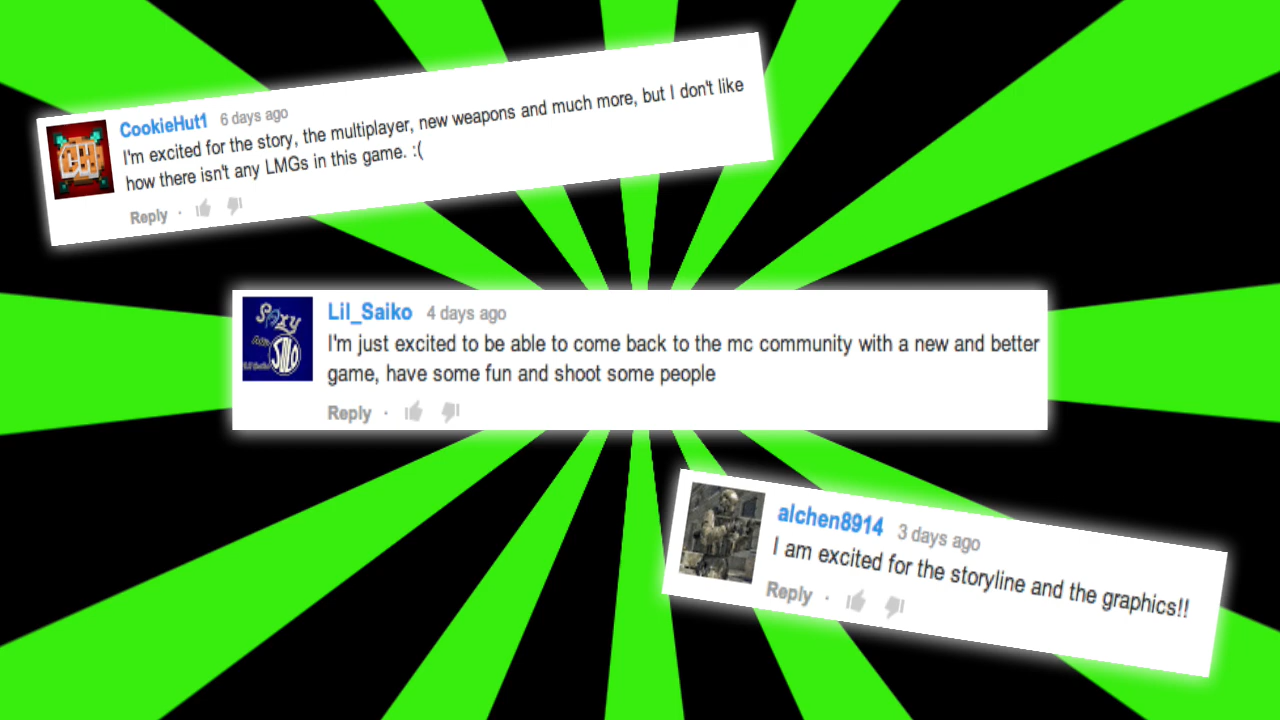 CH
CookieHut1 6 days ago
I'm excited for the story, the multiplayer, new weapons and much more, but I don't like
how there isn't any LMGs in this game. :(
Reply ·
SOLO
Lil_Saiko 4 days ago
I'm just excited to be able to come back to the mc community with a new and better
game, have some fun and shoot some people
Reply ·
alchen8914 3 days ago
I am excited for the storyline and the graphics!!
Reply ·